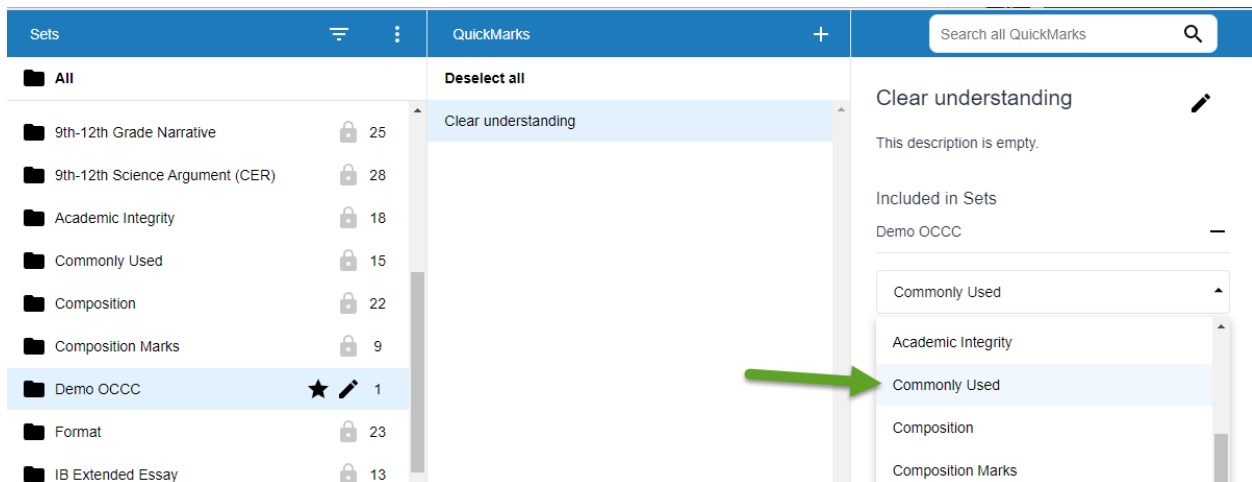 Sets
All
9th-12th Grade Narrative 25
9th-12th Science Argument (CER) 28
Academic Integrity 18
Commonly Used 15
Composition 22
Composition Marks 9
Demo OCCC 1
Format 23
IB Extended Essay 13
QuickMarks
Deselect all
Clear understanding
Search all QuickMarks
Clear understanding
This description is empty.
Included in Sets
Demo OCCC
Commonly Used
Academic Integrity
Commonly Used
Composition
Composition Marks